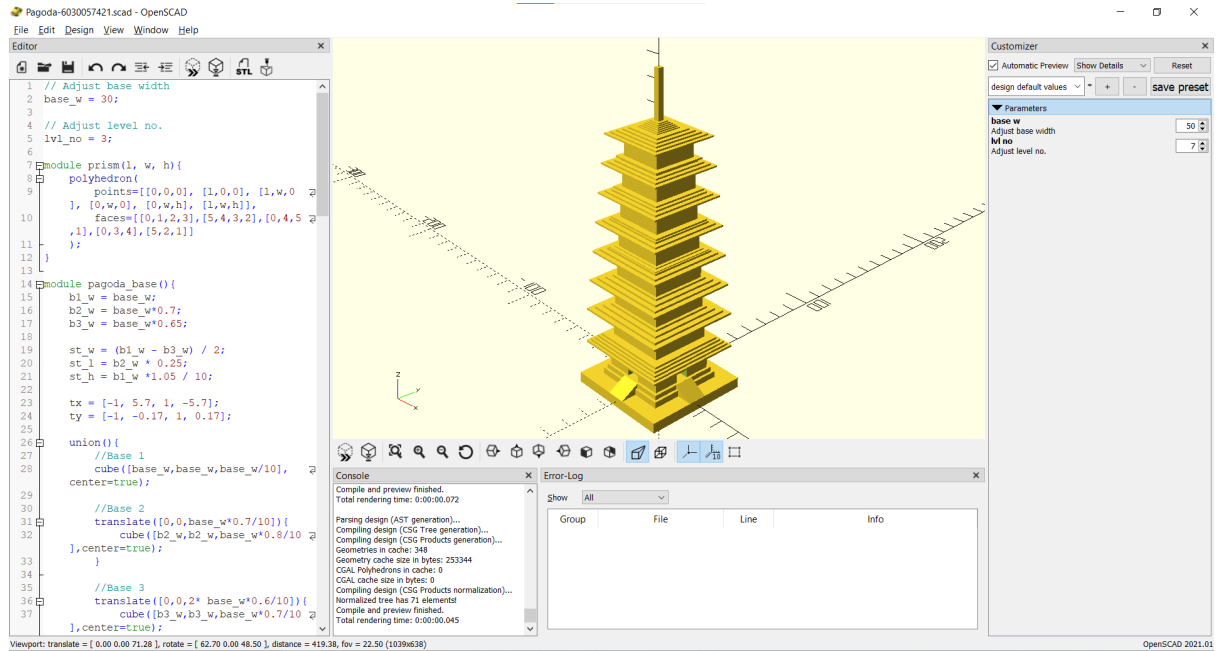 Pagoda-6030057421.scad - OpenSCAD
File Edit Design View Window Help
Editor
STL
1 // Adjust base width
2 base_w = 30;
3
4 // Adjust level no.
5 lvl_no = 3;
6
7 module prism(l, w, h){
8 polyhedron(
9 points=[[0,0,0], [l,0,0], [l,w,0
], [0,w,0], [0,w,h], [l,w,h]],
10 faces=[[0,1,2,3],[5,4,3,2],[0,4,5
,1],[0,3,4],[5,2,1]]
11 );
12 }
13
14 module pagoda_base(){
15 b1_w = base_w;
16 b2_w = base_w*0.7;
17 b3_w = base_w*0.65;
18
19 st_w = (b1_w - b3_w) / 2;
20 st_l = b2_w * 0.25;
21 st_h = b1_w *1.05 / 10;
22
23 tx = [-1, 5.7, 1, -5.7];
24 ty = [-1, -0.17, 1, 0.17];
25
26 union(){
27 //Base 1
28 cube([base_w,base_w,base_w/10],
center=true);
29
30 //Base 2
31 translate([0,0,base_w*0.7/10]){
32 cube([b2_w,b2_w,base_w*0.8/10
],center=true);
33 }
34
35 //Base 3
36 translate([0,0,2* base_w*0.6/10]){
37 cube([b3_w,b3_w,base_w*0.7/10
],center=true);
z
y
x
10
Console
Compile and preview finished.
Total rendering time: 0:00:00.072
Parsing design (AST generation)...
Compiling design (CSG Tree generation)...
Compiling design (CSG Products generation)...
Geometries in cache: 348
Geometry cache size in bytes: 253344
CGAL Polyhedrons in cache: 0
CGAL cache size in bytes: 0
Compiling design (CSG Products normalization)...
Normalized tree has 71 elements!
Compile and preview finished.
Total rendering time: 0:00:00.045
Error-Log
Show All
Group File Line Info
Customizer
Automatic Preview Show Details Reset
design default values * + - save preset
Parameters
base w
Adjust base width
50
lvl no
Adjust level no.
7
Viewport: translate = [ 0.00 0.00 71.28 ], rotate = [ 62.70 0.00 48.50 ], distance = 419.38, fov = 22.50 (1039x638)
OpenSCAD 2021.01